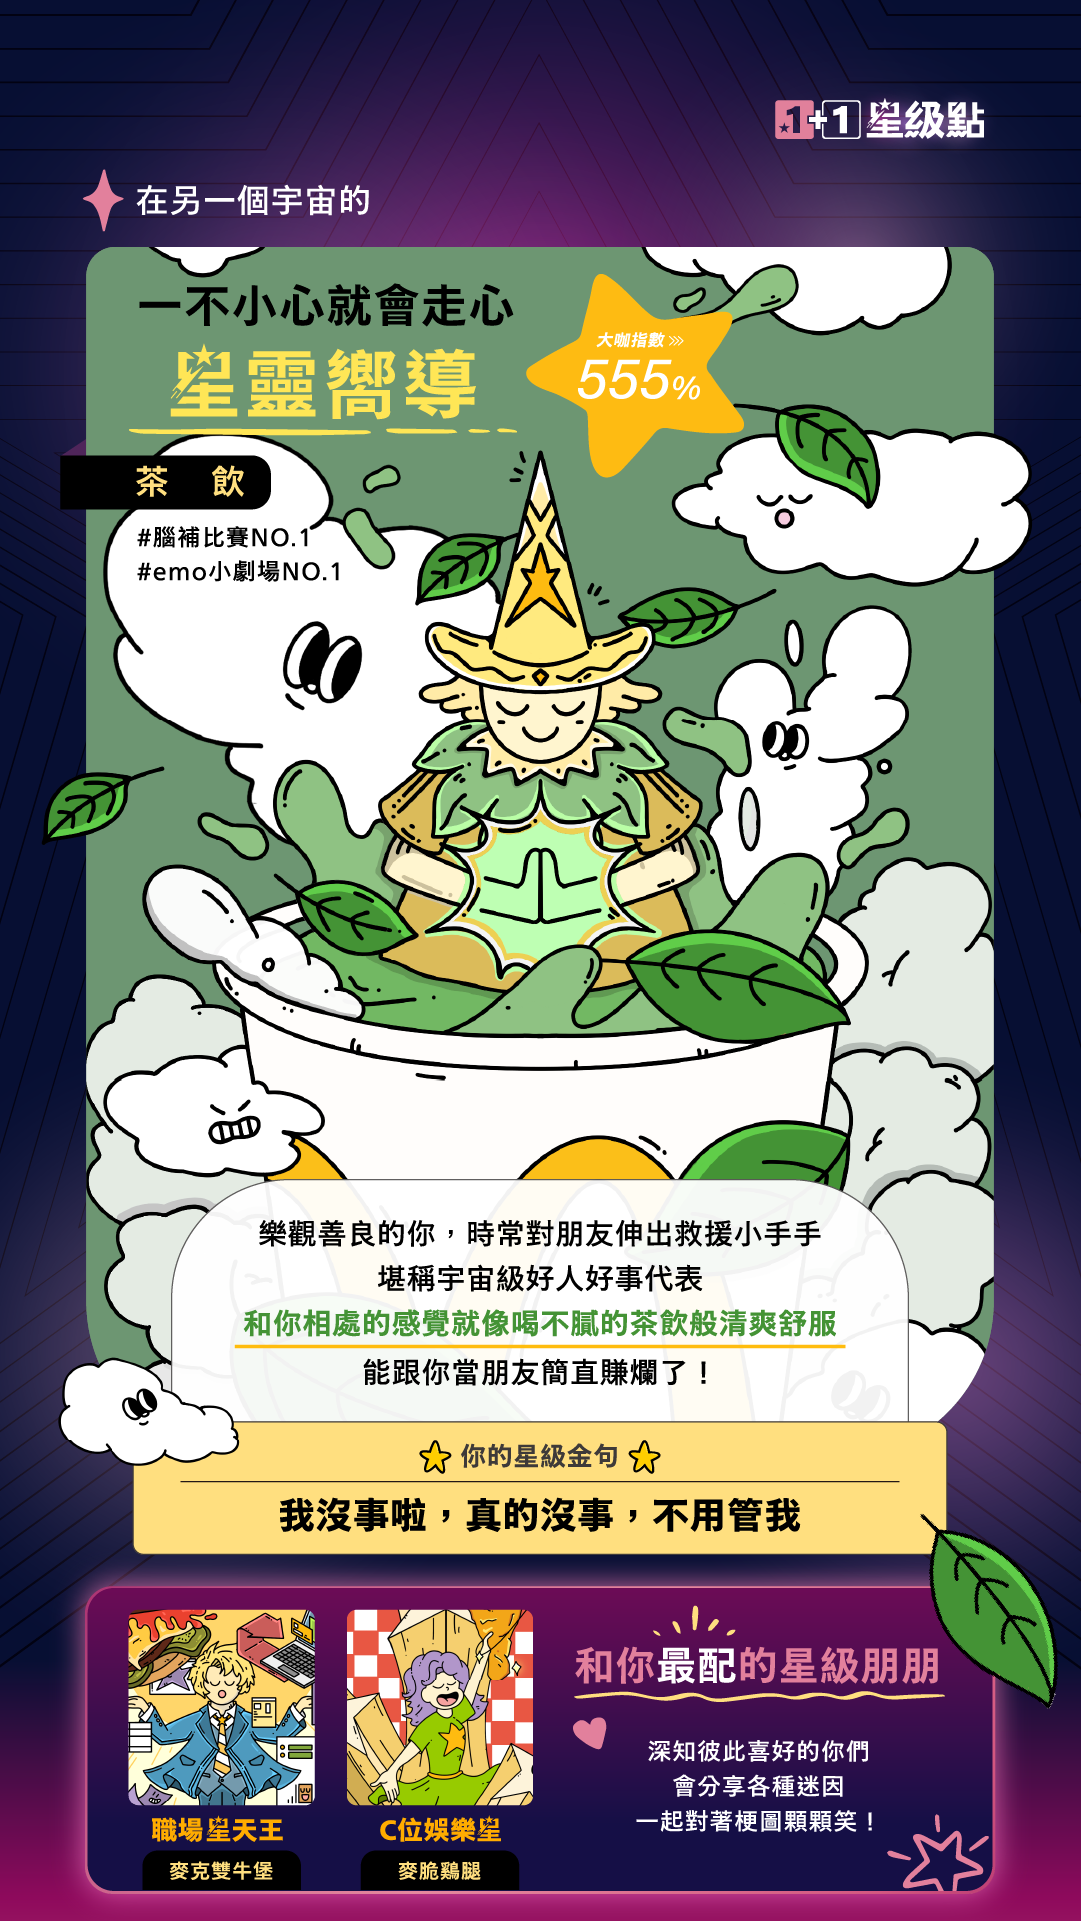 1+1星級點
在另一個宇宙的
一不小心就會走心
星靈嚮導
大咖指數
555%
茶 飲
#腦補比賽NO.1
#emo小劇場NO.1
樂觀善良的你，時常對朋友伸出救援小手手
堪稱宇宙級好人好事代表
和你相處的感覺就像喝不膩的茶飲般清爽舒服
能跟你當朋友簡直賺爛了！
你的星級金句
我沒事啦，真的沒事，不用管我
和你最配的星級朋朋
深知彼此喜好的你們
會分享各種迷因
一起對著梗圖顆顆笑！
職場星天王
麥克雙牛堡
C位娛樂星
麥脆鷄腿